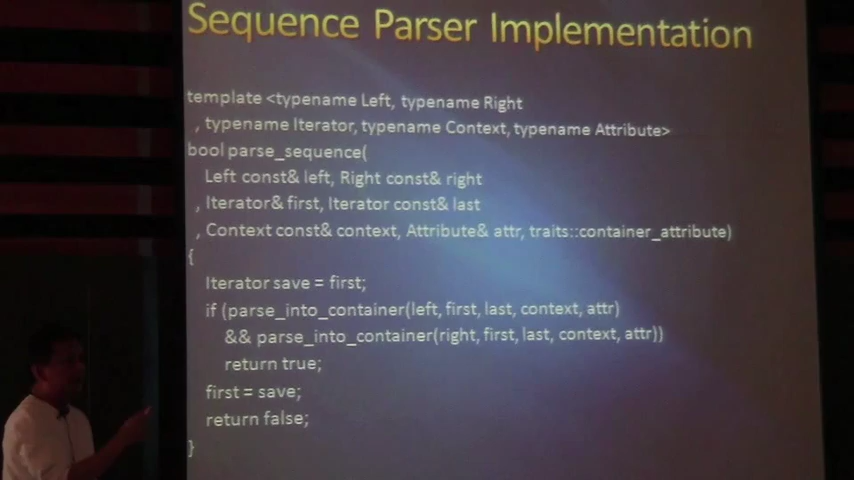 Sequence Parser Implementation
template <typename Left, typename Right
, typename Iterator, typename Context, typename Attribute>
bool parse_sequence(
Left const& left, Right const& right
, Iterator& first, Iterator const& last
, Context const& context, Attribute& attr, traits::container_attribute)
{
Iterator save = first;
if (parse_into_container(left, first, last, context, attr)
&& parse_into_container(right, first, last, context, attr))
return true;
first = save;
return false;
}